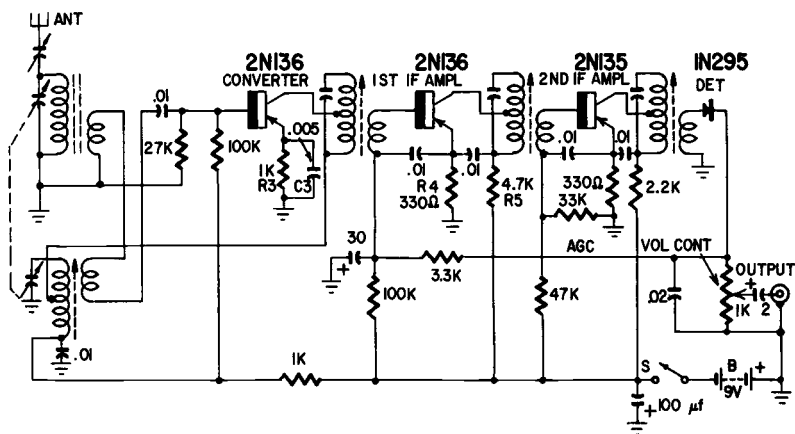 ANT
2N136
CONVERTER
2N136
1ST IF AMPL
2N135
2ND IF AMPL
1N295
DET
.01
27K
100K
1K
R3
.005
C3
.01
R4
330Ω
.01
4.7K
R5
.01
330Ω
33K
.01
2.2K
AGC
VOL CONT
OUTPUT
30
+
3.3K
100K
47K
.02
1K
+
2
.01
1K
S
B
9V
+
+
100 µf